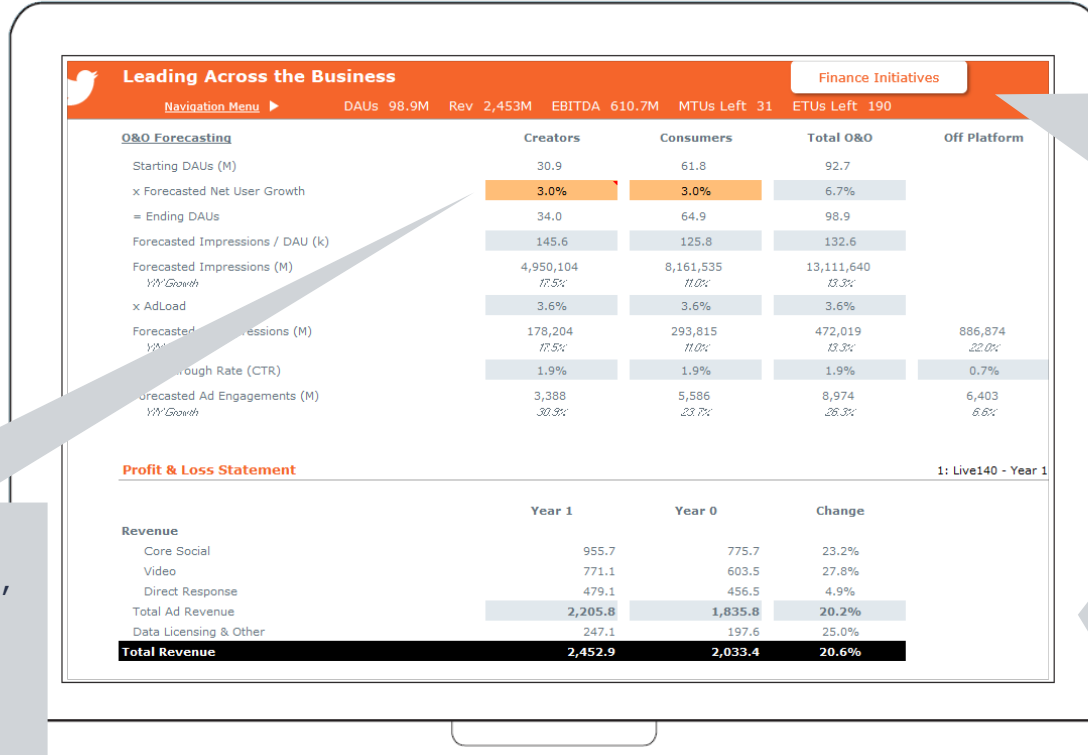 Leading Across the Business
Finance Initiatives
Navigation Menu ▶ DAUs 98.9M Rev 2,453M EBITDA 610.7M MTUs Left 31 ETUs Left 190
O&O Forecasting Creators Consumers Total O&O Off Platform
Starting DAUs (M) 30.9 61.8 92.7
x Forecasted Net User Growth 3.0% 3.0% 6.7%
= Ending DAUs 34.0 64.9 98.9
Forecasted Impressions / DAU (k) 145.6 125.8 132.6
Forecasted Impressions (M) 4,950,104 8,161,535 13,111,640
Y/Y Growth 17.5% 11.0% 13.3%
x AdLoad 3.6% 3.6% 3.6%
Forecasted essions (M) 178,204 293,815 472,019 886,874
17.5% 11.0% 13.3% 22.0%
rough Rate (CTR) 1.9% 1.9% 1.9% 0.7%
orecasted Ad Engagements (M) 3,388 5,586 8,974 6,403
Y/Y Growth 30.9% 23.7% 26.3% 6.6%
Profit & Loss Statement 1: Live140 - Year 1
Year 1 Year 0 Change
Revenue
Core Social 955.7 775.7 23.2%
Video 771.1 603.5 27.8%
Direct Response 479.1 456.5 4.9%
Total Ad Revenue 2,205.8 1,835.8 20.2%
Data Licensing & Other 247.1 197.6 25.0%
Total Revenue 2,452.9 2,033.4 20.6%